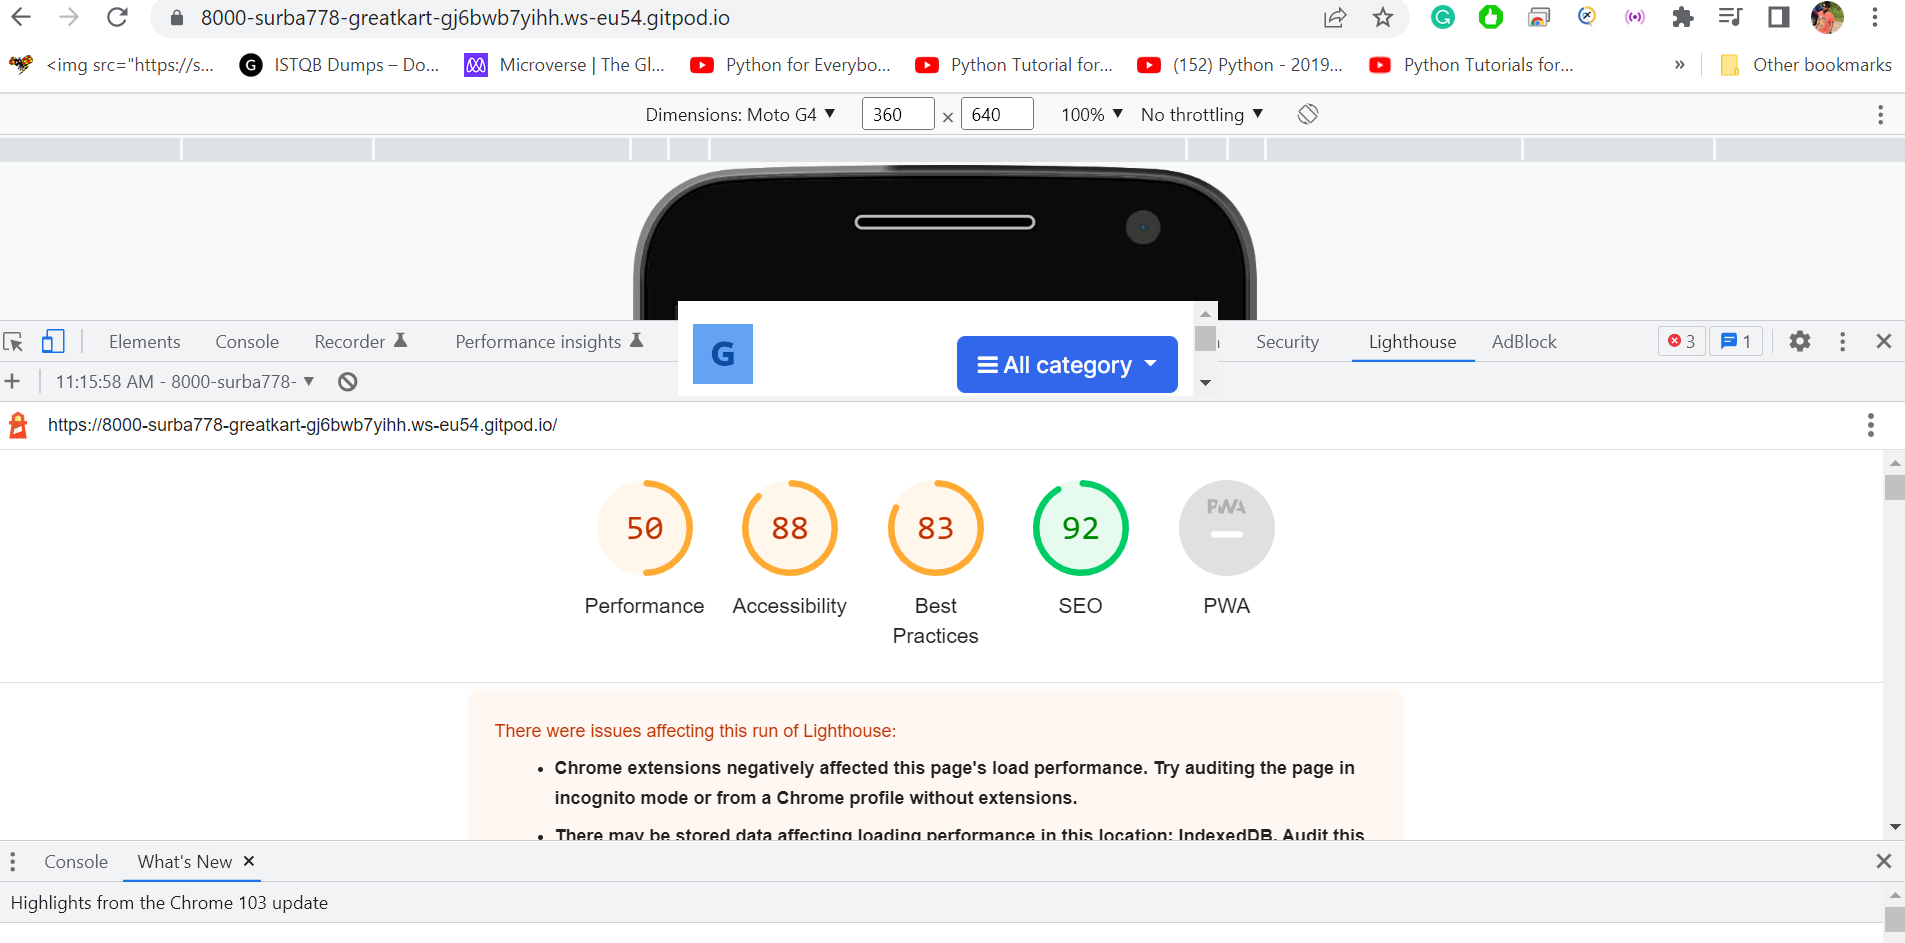 8000-surba778-greatkart-gj6bwb7yihh.ws-eu54.gitpod.io
<img src="https://s... ISTQB Dumps – Do... Microverse | The Gl... Python for Everybo... Python Tutorial for... (152) Python - 2019... Python Tutorials for... » Other bookmarks
Dimensions: Moto G4 360 × 640 100% No throttling
Elements Console Recorder Performance insights Security Lighthouse AdBlock 3 1
G All category
11:15:58 AM - 8000-surba778-
https://8000-surba778-greatkart-gj6bwb7yihh.ws-eu54.gitpod.io/
50 88 83 92 PWA
Performance Accessibility Best SEO PWA
Practices
There were issues affecting this run of Lighthouse:
• Chrome extensions negatively affected this page's load performance. Try auditing the page in
incognito mode or from a Chrome profile without extensions.
• There may be stored data affecting loading performance in this location: IndexedDB. Audit this
Console What's New
Highlights from the Chrome 103 update